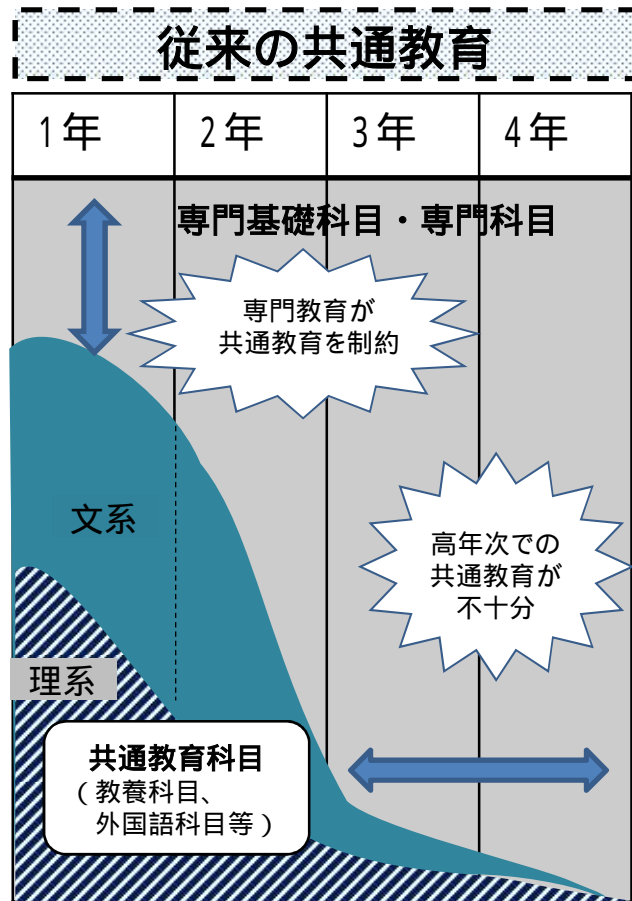 従来の共通教育
1年 2年 3年 4年
専門基礎科目・専門科目
専門教育が
共通教育を制約
文系
高年次での
共通教育が
不十分
理系
共通教育科目
(教養科目、
外国語科目等)